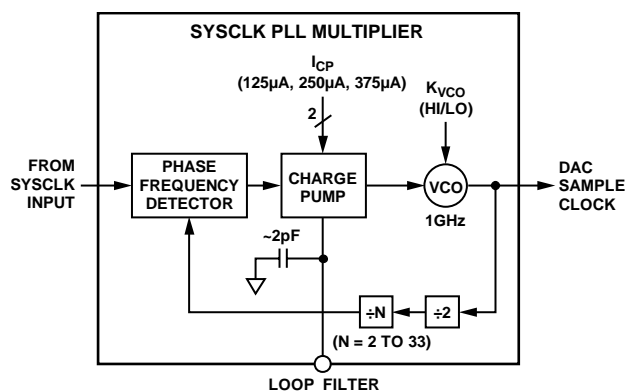 SYSCLK PLL MULTIPLIER
ICP
(125µA, 250µA, 375µA)
KVCO
(HI/LO)
2
FROM
SYSCLK
INPUT
PHASE
FREQUENCY
DETECTOR
CHARGE
PUMP
VCO
1GHz
DAC
SAMPLE
CLOCK
~2pF
÷N
÷2
(N = 2 TO 33)
LOOP FILTER